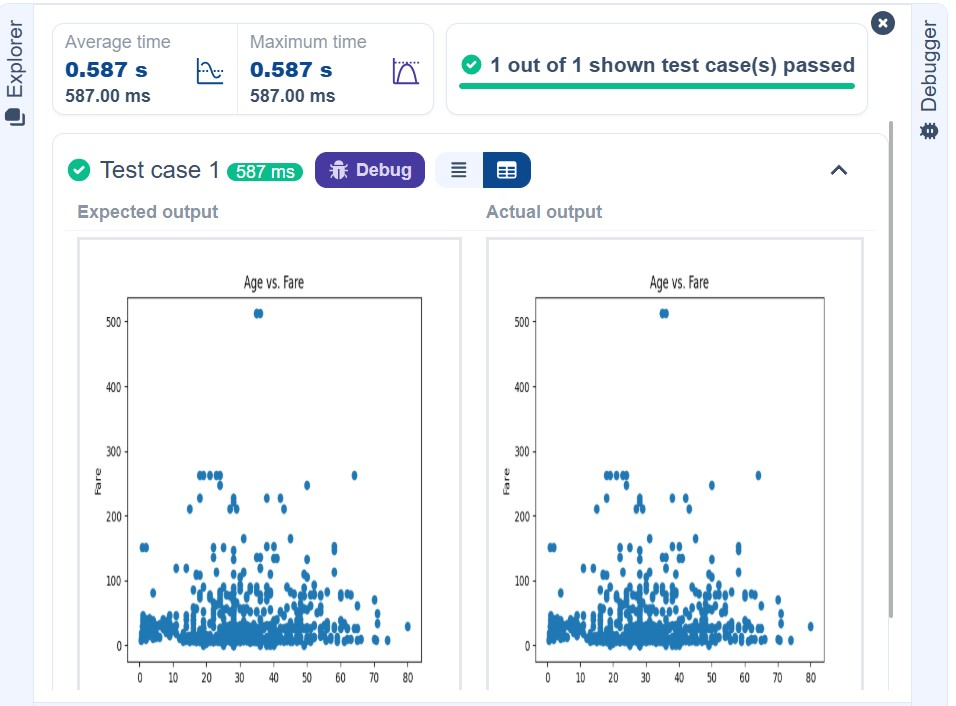 Explorer
Average time
0.587 s
587.00 ms
Maximum time
0.587 s
587.00 ms
1 out of 1 shown test case(s) passed
Debugger
Test case 1 587 ms Debug
Expected output
Actual output
Age vs. Fare
500
400
300
200
100
0
Fare
0 10 20 30 40 50 60 70 80
Age vs. Fare
500
400
300
200
100
0
Fare
0 10 20 30 40 50 60 70 80